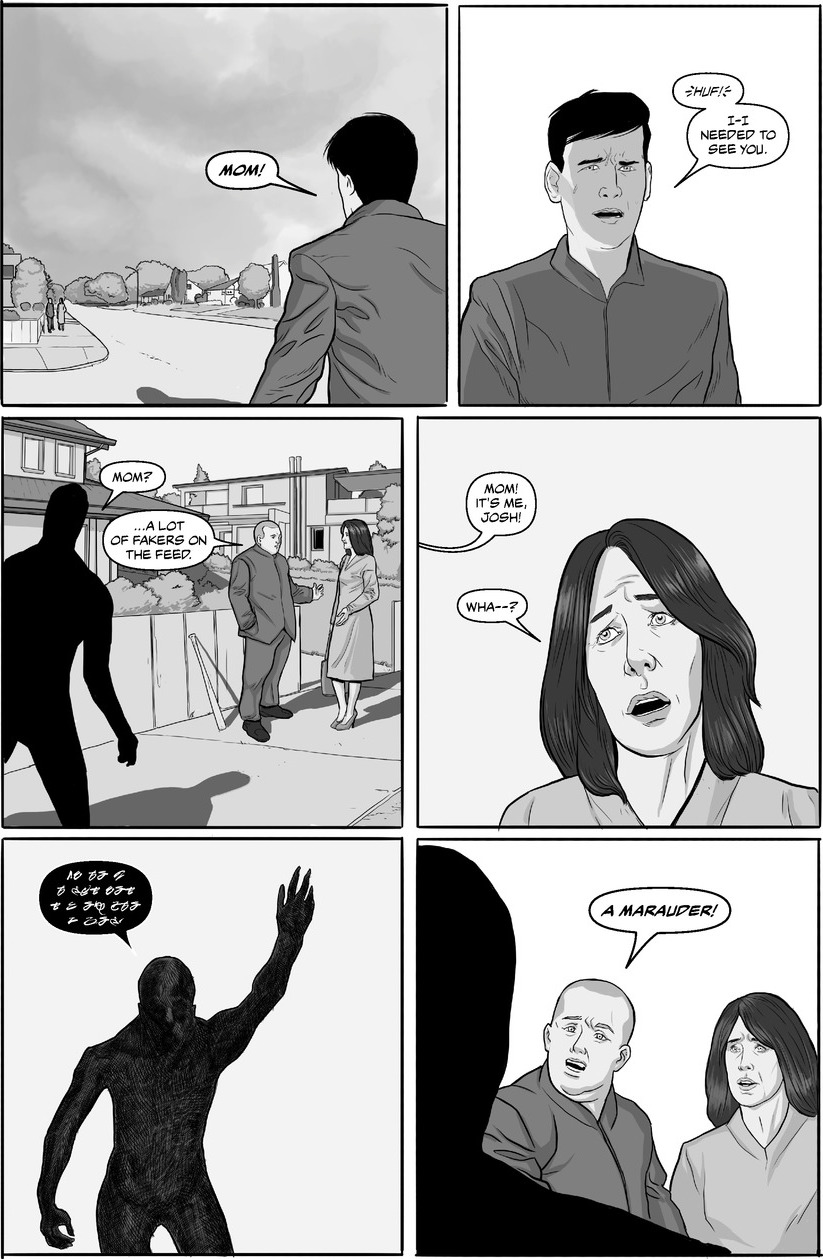 MOM!
>HUF!<
I-I
NEEDED TO
SEE YOU.
MOM?
...A LOT
OF FAKERS ON
THE FEED.
MOM!
IT'S ME,
JOSH!
WHA--?
A MARAUDER!